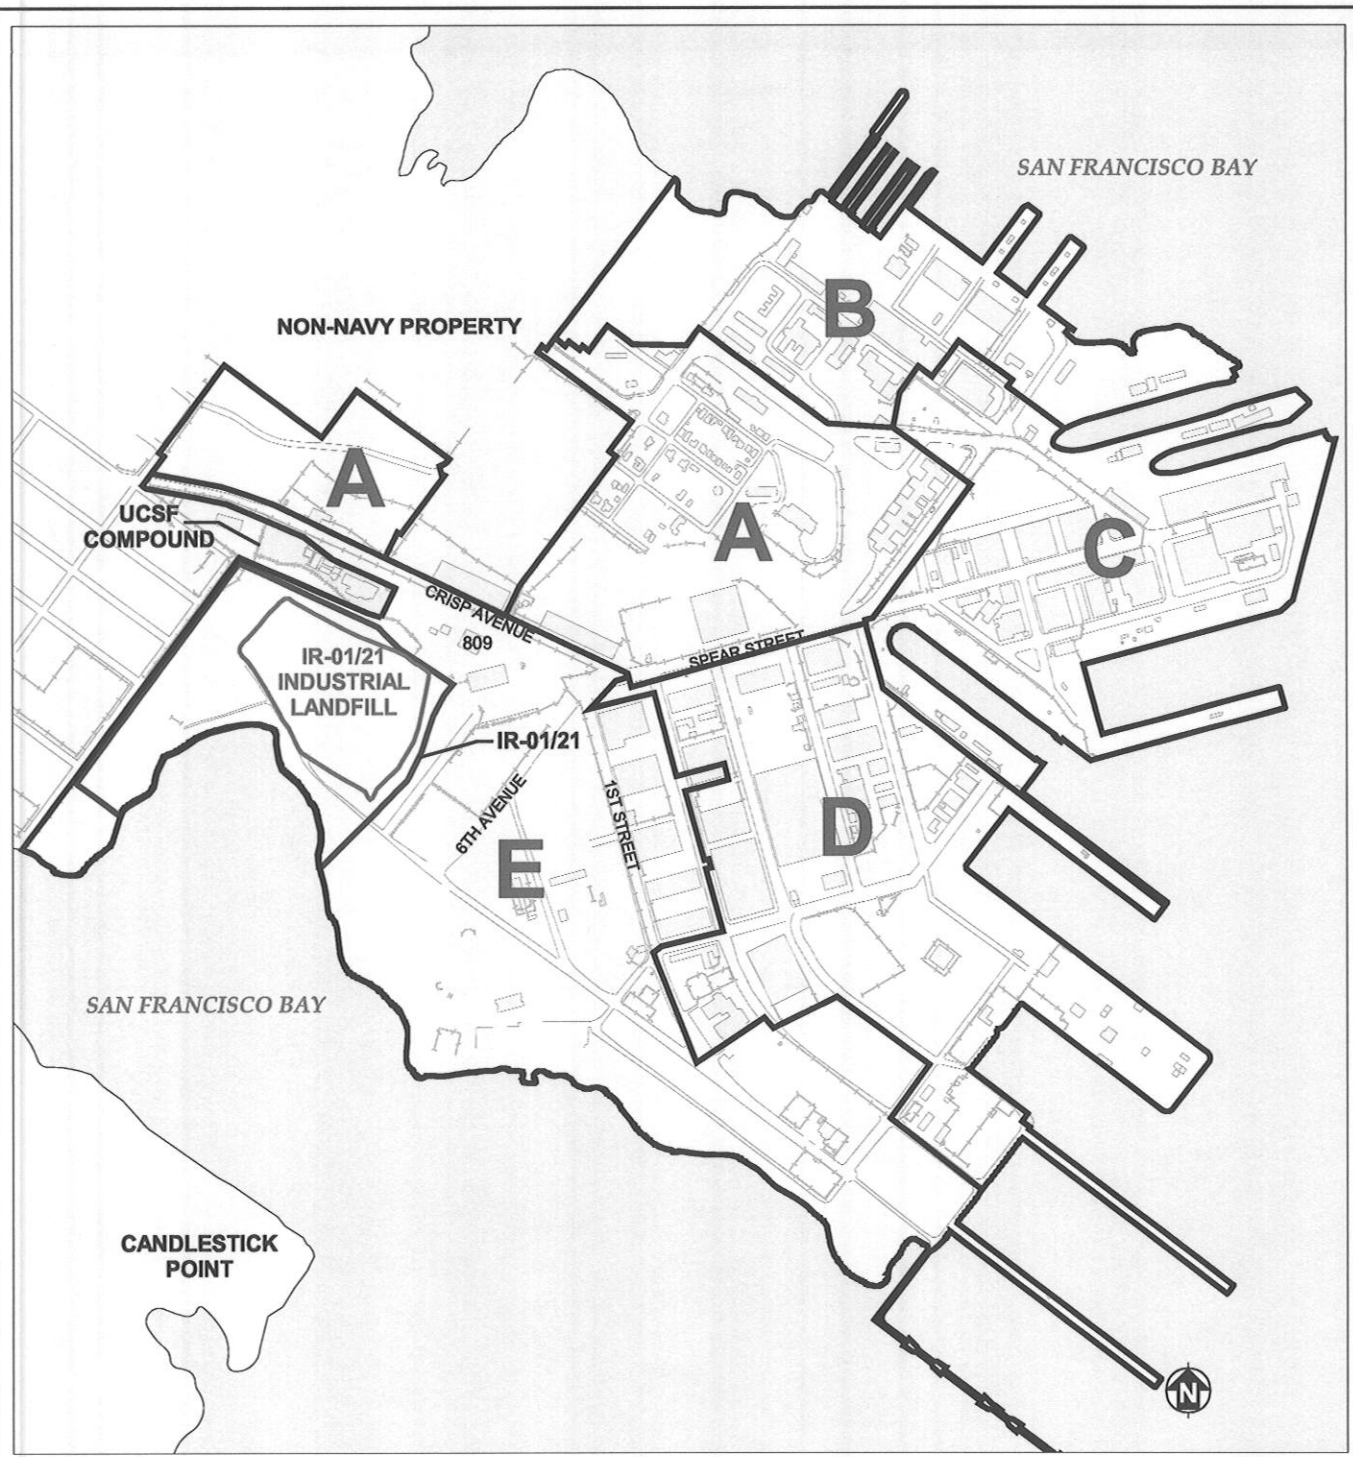 SAN FRANCISCO BAY
B
NON-NAVY PROPERTY
A
UCSF
COMPOUND
A
C
CRISP AVENUE
809
SPEAR STREET
IR-01/21
INDUSTRIAL
LANDFILL
IR-01/21
6TH AVENUE
1ST STREET
D
E
SAN FRANCISCO BAY
CANDLESTICK
POINT
N